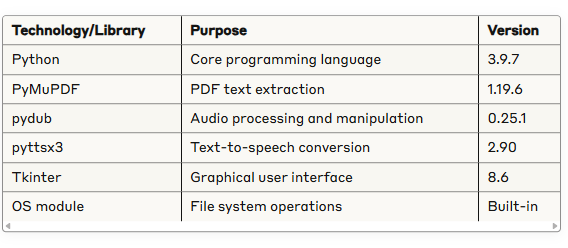 Technology/Library Purpose Version
Python Core programming language 3.9.7
PyMuPDF PDF text extraction 1.19.6
pydub Audio processing and manipulation 0.25.1
pyttsx3 Text-to-speech conversion 2.90
Tkinter Graphical user interface 8.6
OS module File system operations Built-in